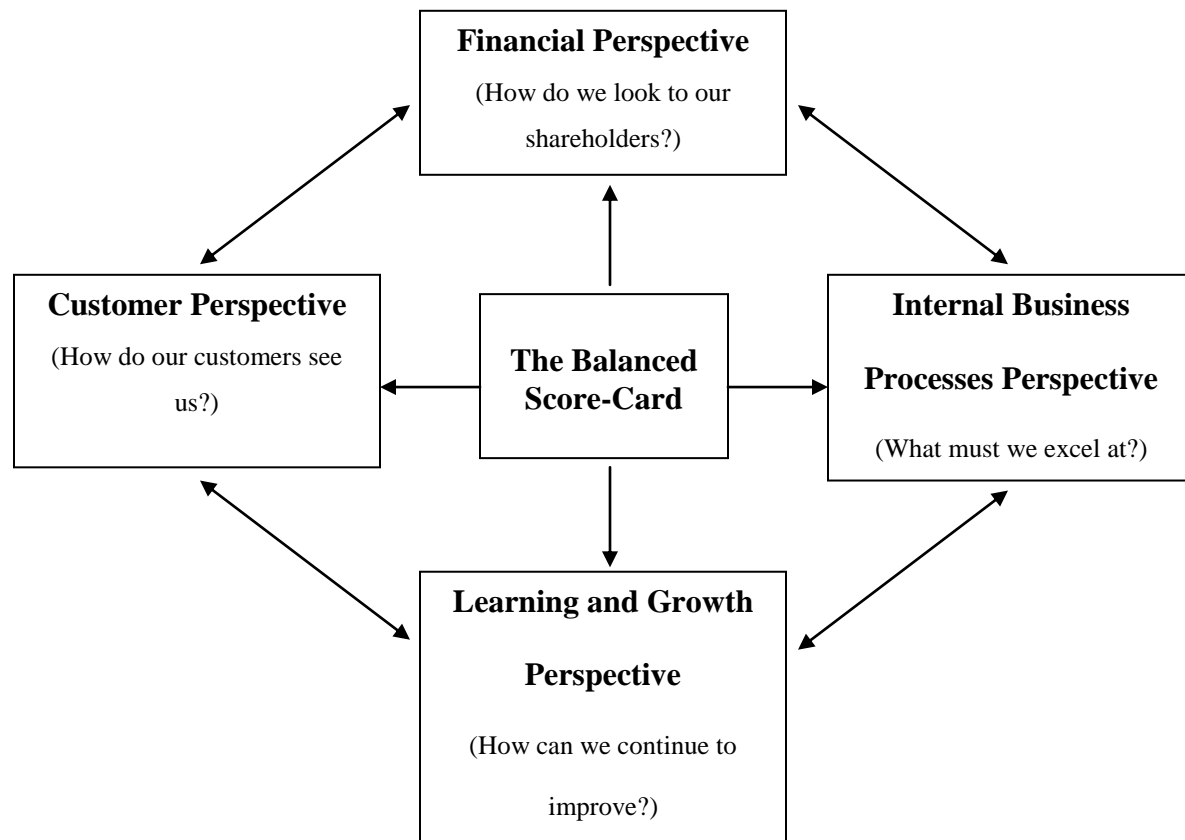 Financial Perspective
(How do we look to our
shareholders?)
Customer Perspective
(How do our customers see
us?)
The Balanced
Score-Card
Internal Business
Processes Perspective
(What must we excel at?)
Learning and Growth
Perspective
(How can we continue to
improve?)